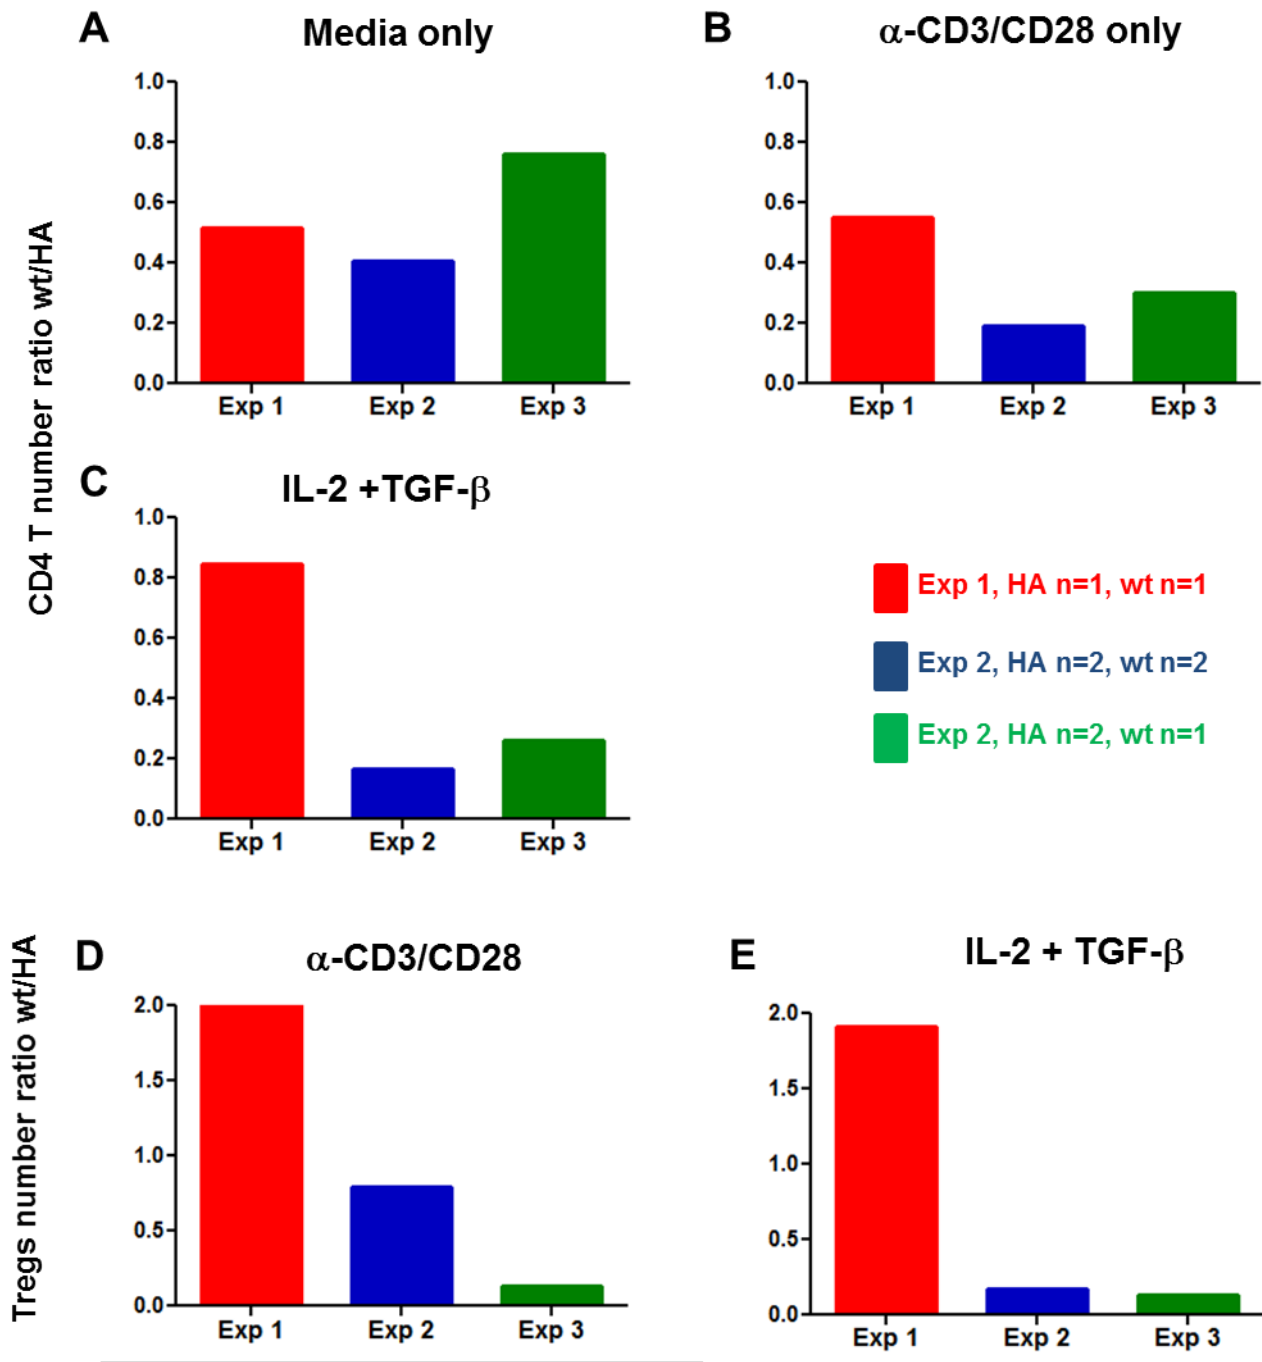 A
Media only
CD4 T number ratio wt/HA
1.0
0.8
0.6
0.4
0.2
0.0
Exp 1
Exp 2
Exp 3
B
α-CD3/CD28 only
1.0
0.8
0.6
0.4
0.2
0.0
Exp 1
Exp 2
Exp 3
C
IL-2 +TGF-β
1.0
0.8
0.6
0.4
0.2
0.0
Exp 1
Exp 2
Exp 3
Exp 1, HA n=1, wt n=1
Exp 2, HA n=2, wt n=2
Exp 2, HA n=2, wt n=1
Tregs number ratio wt/HA
D
α-CD3/CD28
2.0
1.5
1.0
0.5
0.0
Exp 1
Exp 2
Exp 3
E
IL-2 + TGF-β
2.0
1.5
1.0
0.5
0.0
Exp 1
Exp 2
Exp 3